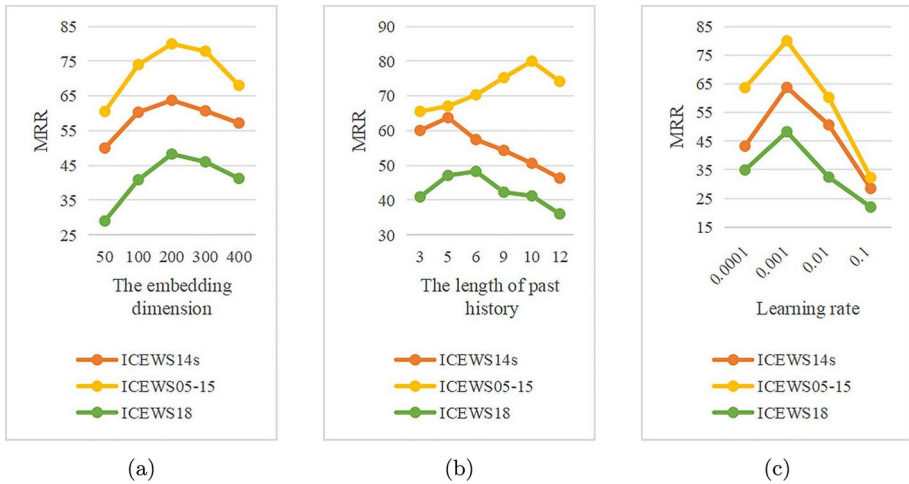 85
75
65
55
45
35
25
MRR
50 100 200 300 400
The embedding
dimension
ICEWS14s
ICEWS05-15
ICEWS18
(a)
90
80
70
60
50
40
30
MRR
3 5 6 9 10 12
The length of past
history
ICEWS14s
ICEWS05-15
ICEWS18
(b)
85
75
65
55
45
35
25
15
MRR
0.0001 0.001 0.01 0.1
Learning rate
ICEWS14s
ICEWS05-15
ICEWS18
(c)